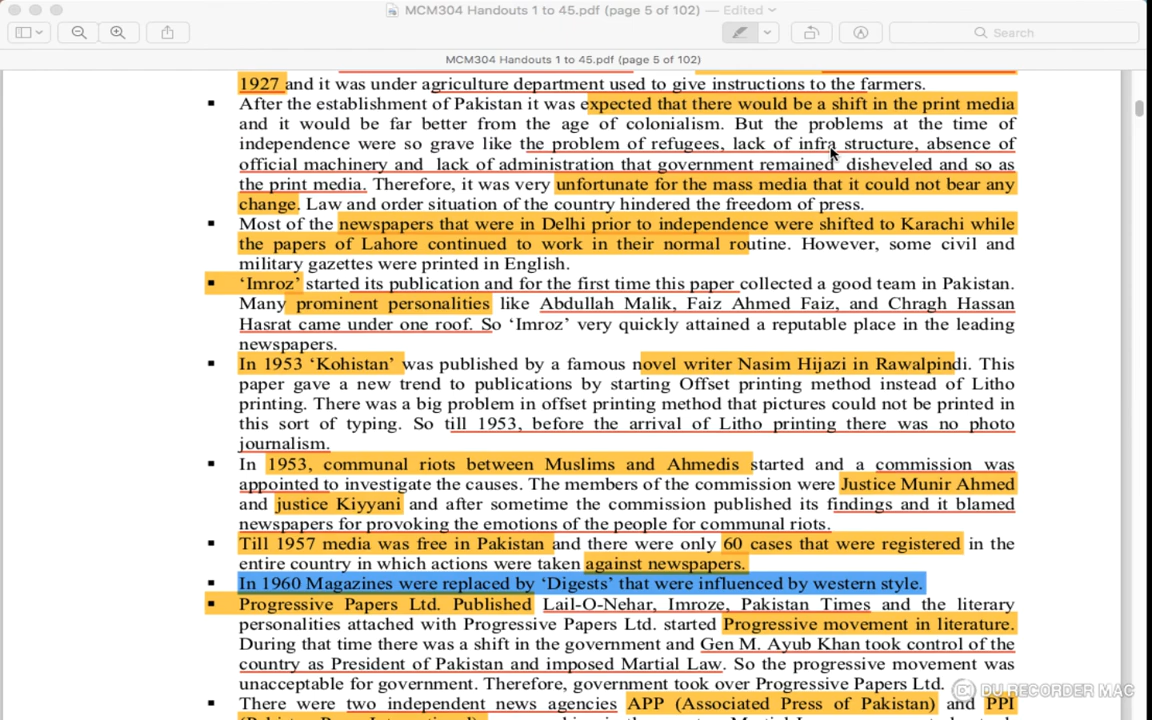 MCM304 Handouts 1 to 45.pdf (page 5 of 102) — Edited
Search
MCM304 Handouts 1 to 45.pdf (page 5 of 102)
1927 and it was under agriculture department used to give instructions to the farmers.
▪ After the establishment of Pakistan it was expected that there would be a shift in the print media
and it would be far better from the age of colonialism. But the problems at the time of
independence were so grave like the problem of refugees, lack of infra structure, absence of
official machinery and lack of administration that government remained disheveled and so as
the print media. Therefore, it was very unfortunate for the mass media that it could not bear any
change. Law and order situation of the country hindered the freedom of press.
▪ Most of the newspapers that were in Delhi prior to independence were shifted to Karachi while
the papers of Lahore continued to work in their normal routine. However, some civil and
military gazettes were printed in English.
▪ ‘Imroz’ started its publication and for the first time this paper collected a good team in Pakistan.
Many prominent personalities like Abdullah Malik, Faiz Ahmed Faiz, and Chragh Hassan
Hasrat came under one roof. So ‘Imroz’ very quickly attained a reputable place in the leading
newspapers.
▪ In 1953 ‘Kohistan’ was published by a famous novel writer Nasim Hijazi in Rawalpindi. This
paper gave a new trend to publications by starting Offset printing method instead of Litho
printing. There was a big problem in offset printing method that pictures could not be printed in
this sort of typing. So till 1953, before the arrival of Litho printing there was no photo
journalism.
▪ In 1953, communal riots between Muslims and Ahmedis started and a commission was
appointed to investigate the causes. The members of the commission were Justice Munir Ahmed
and justice Kiyyani and after sometime the commission published its findings and it blamed
newspapers for provoking the emotions of the people for communal riots.
▪ Till 1957 media was free in Pakistan and there were only 60 cases that were registered in the
entire country in which actions were taken against newspapers.
▪ In 1960 Magazines were replaced by ‘Digests’ that were influenced by western style.
▪ Progressive Papers Ltd. Published Lail-O-Nehar, Imroze, Pakistan Times and the literary
personalities attached with Progressive Papers Ltd. started Progressive movement in literature.
During that time there was a shift in the government and Gen M. Ayub Khan took control of the
country as President of Pakistan and imposed Martial Law. So the progressive movement was
unacceptable for government. Therefore, government took over Progressive Papers Ltd.
▪ There were two independent news agencies APP (Associated Press of Pakistan) and PPI
DU RECORDER MAC